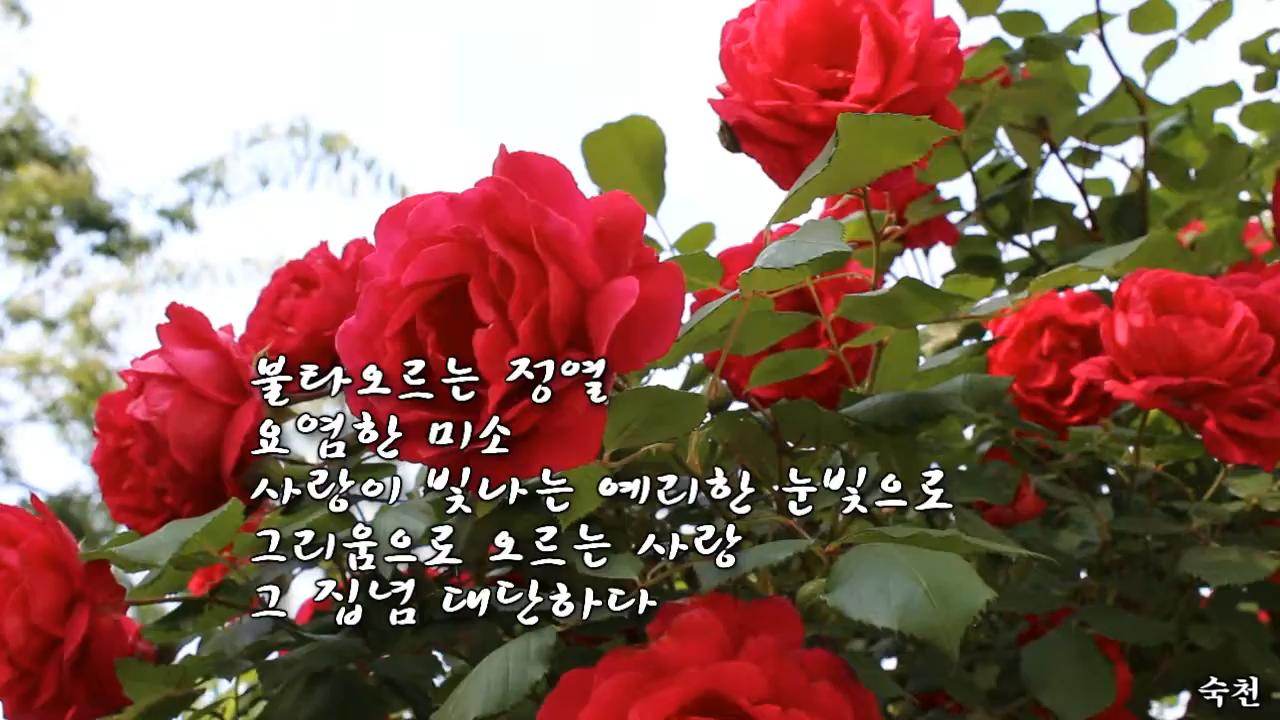 불타오르는 정열
요염한 미소
사랑이 빛나는 예리한 눈빛으로
그리움으로 오르는 사랑
그 집념 대단하다
숙천